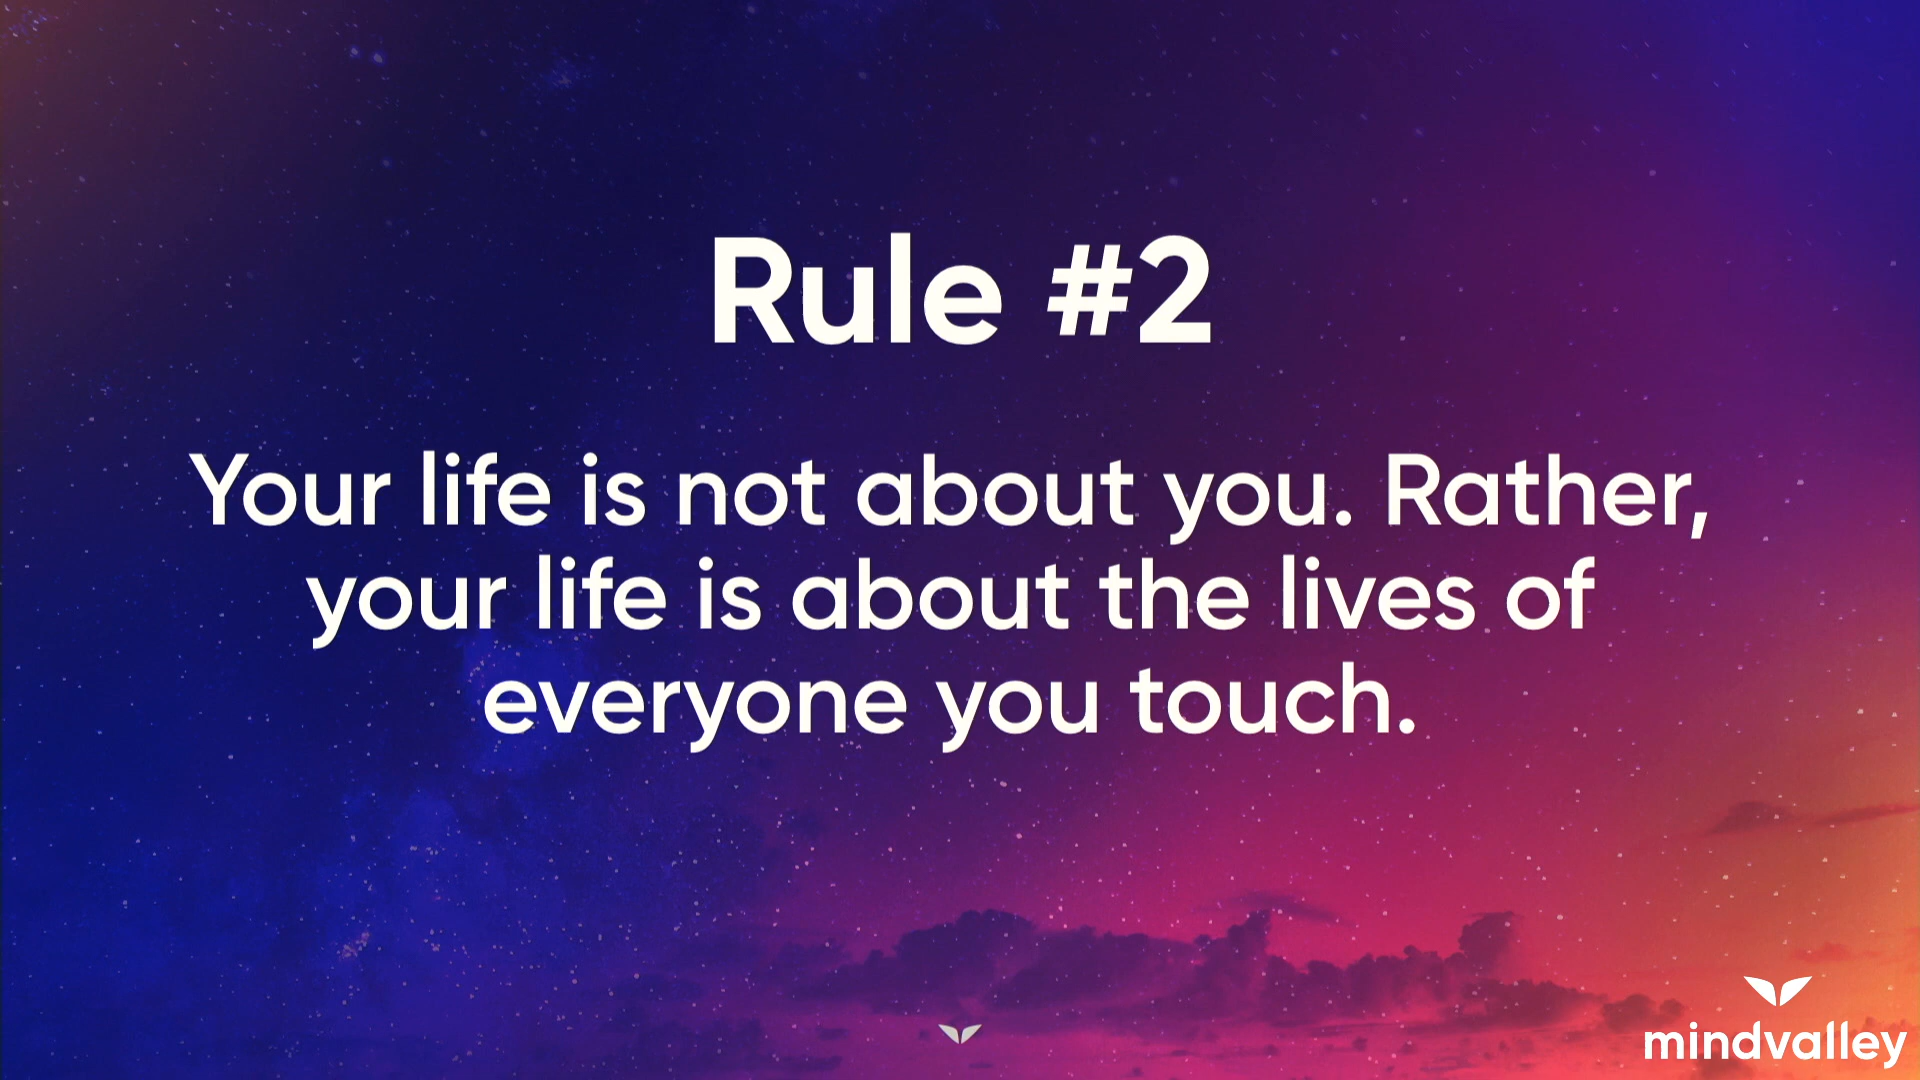 Rule #2
Your life is not about you. Rather,
your life is about the lives of
everyone you touch.
mindvalley